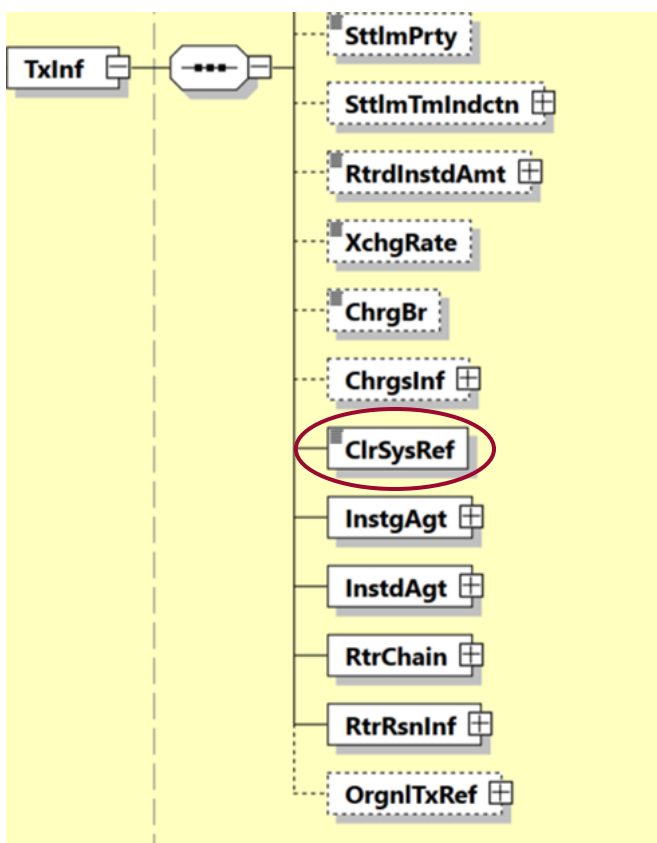 SttlmPrty
TxInf
SttlmTmIndctn
RtrdInstdAmt
XchgRate
ChrgBr
ChrgsInf
ClrSysRef
InstgAgt
InstdAgt
RtrChain
RtrRsnInf
OrgnlTxRef